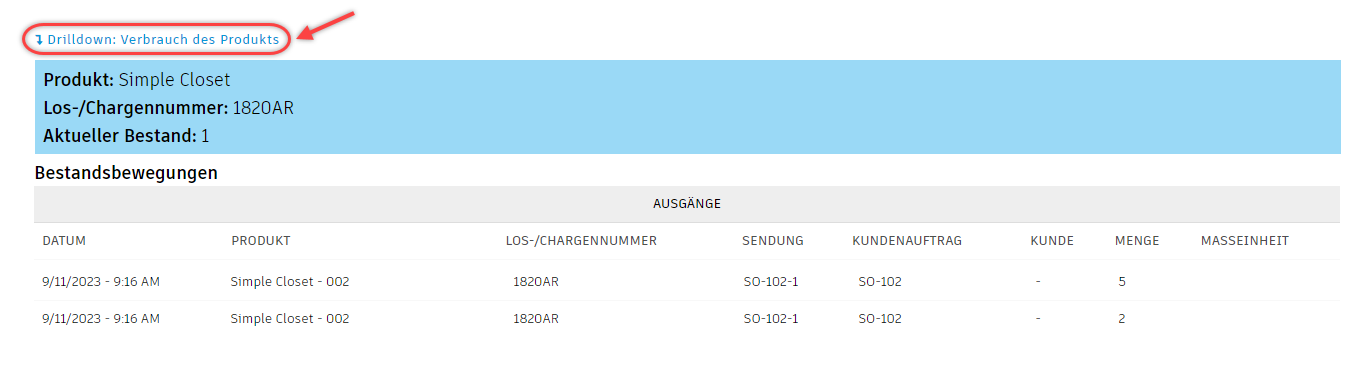 Drilldown: Verbrauch des Produkts
Produkt: Simple Closet
Los-/Chargennummer: 1820AR
Aktueller Bestand: 1
Bestandsbewegungen
AUSGÄNGE
DATUM PRODUKT LOS-/CHARGENNUMMER SENDUNG KUNDENAUFTRAG KUNDE MENGE MASSEINHEIT
9/11/2023 - 9:16 AM Simple Closet - 002 1820AR SO-102-1 SO-102 - 5
9/11/2023 - 9:16 AM Simple Closet - 002 1820AR SO-102-1 SO-102 - 2